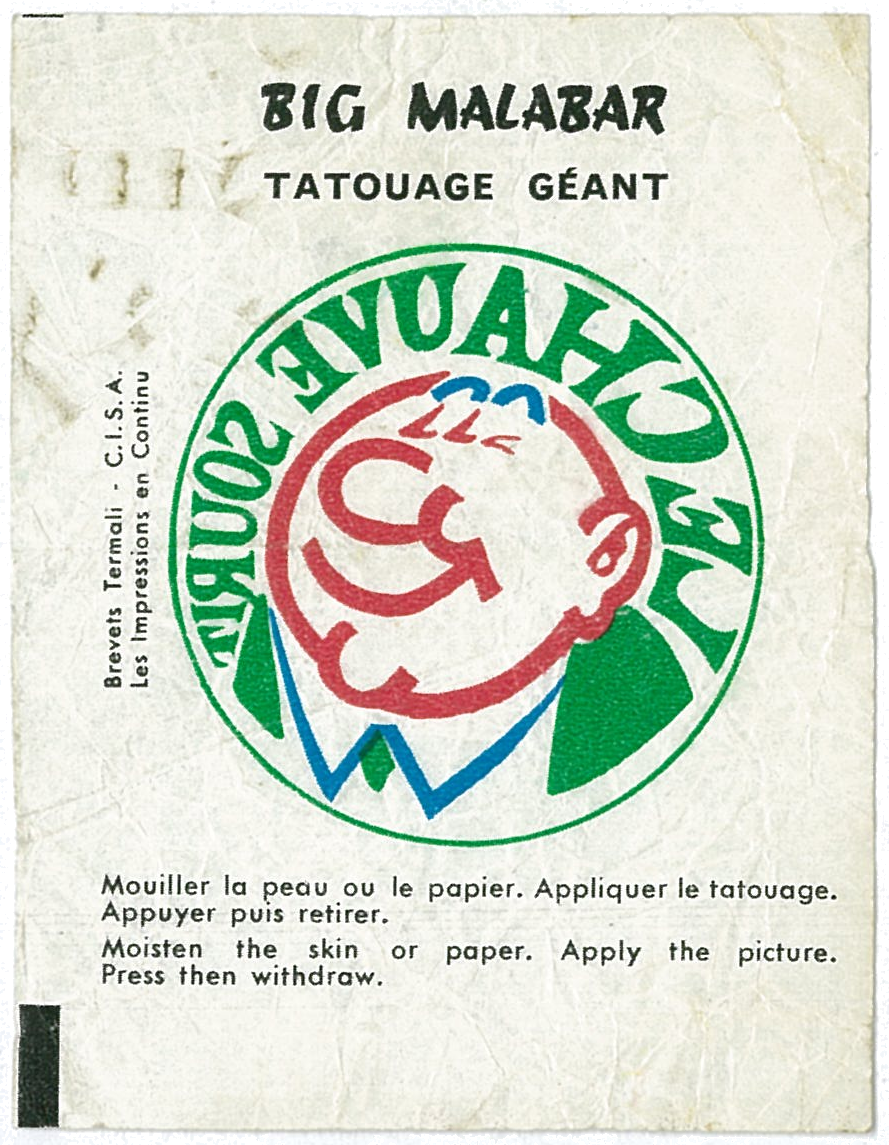 BIG MALABAR
TATOUAGE GÉANT
LE CHAUVE SOURIT
Brevets Termali - C.I.S.A.
Les Impressions en Continu
Mouiller la peau ou le papier. Appliquer le tatouage.
Appuyer puis retirer.
Moisten the skin or paper. Apply the picture.
Press then withdraw.